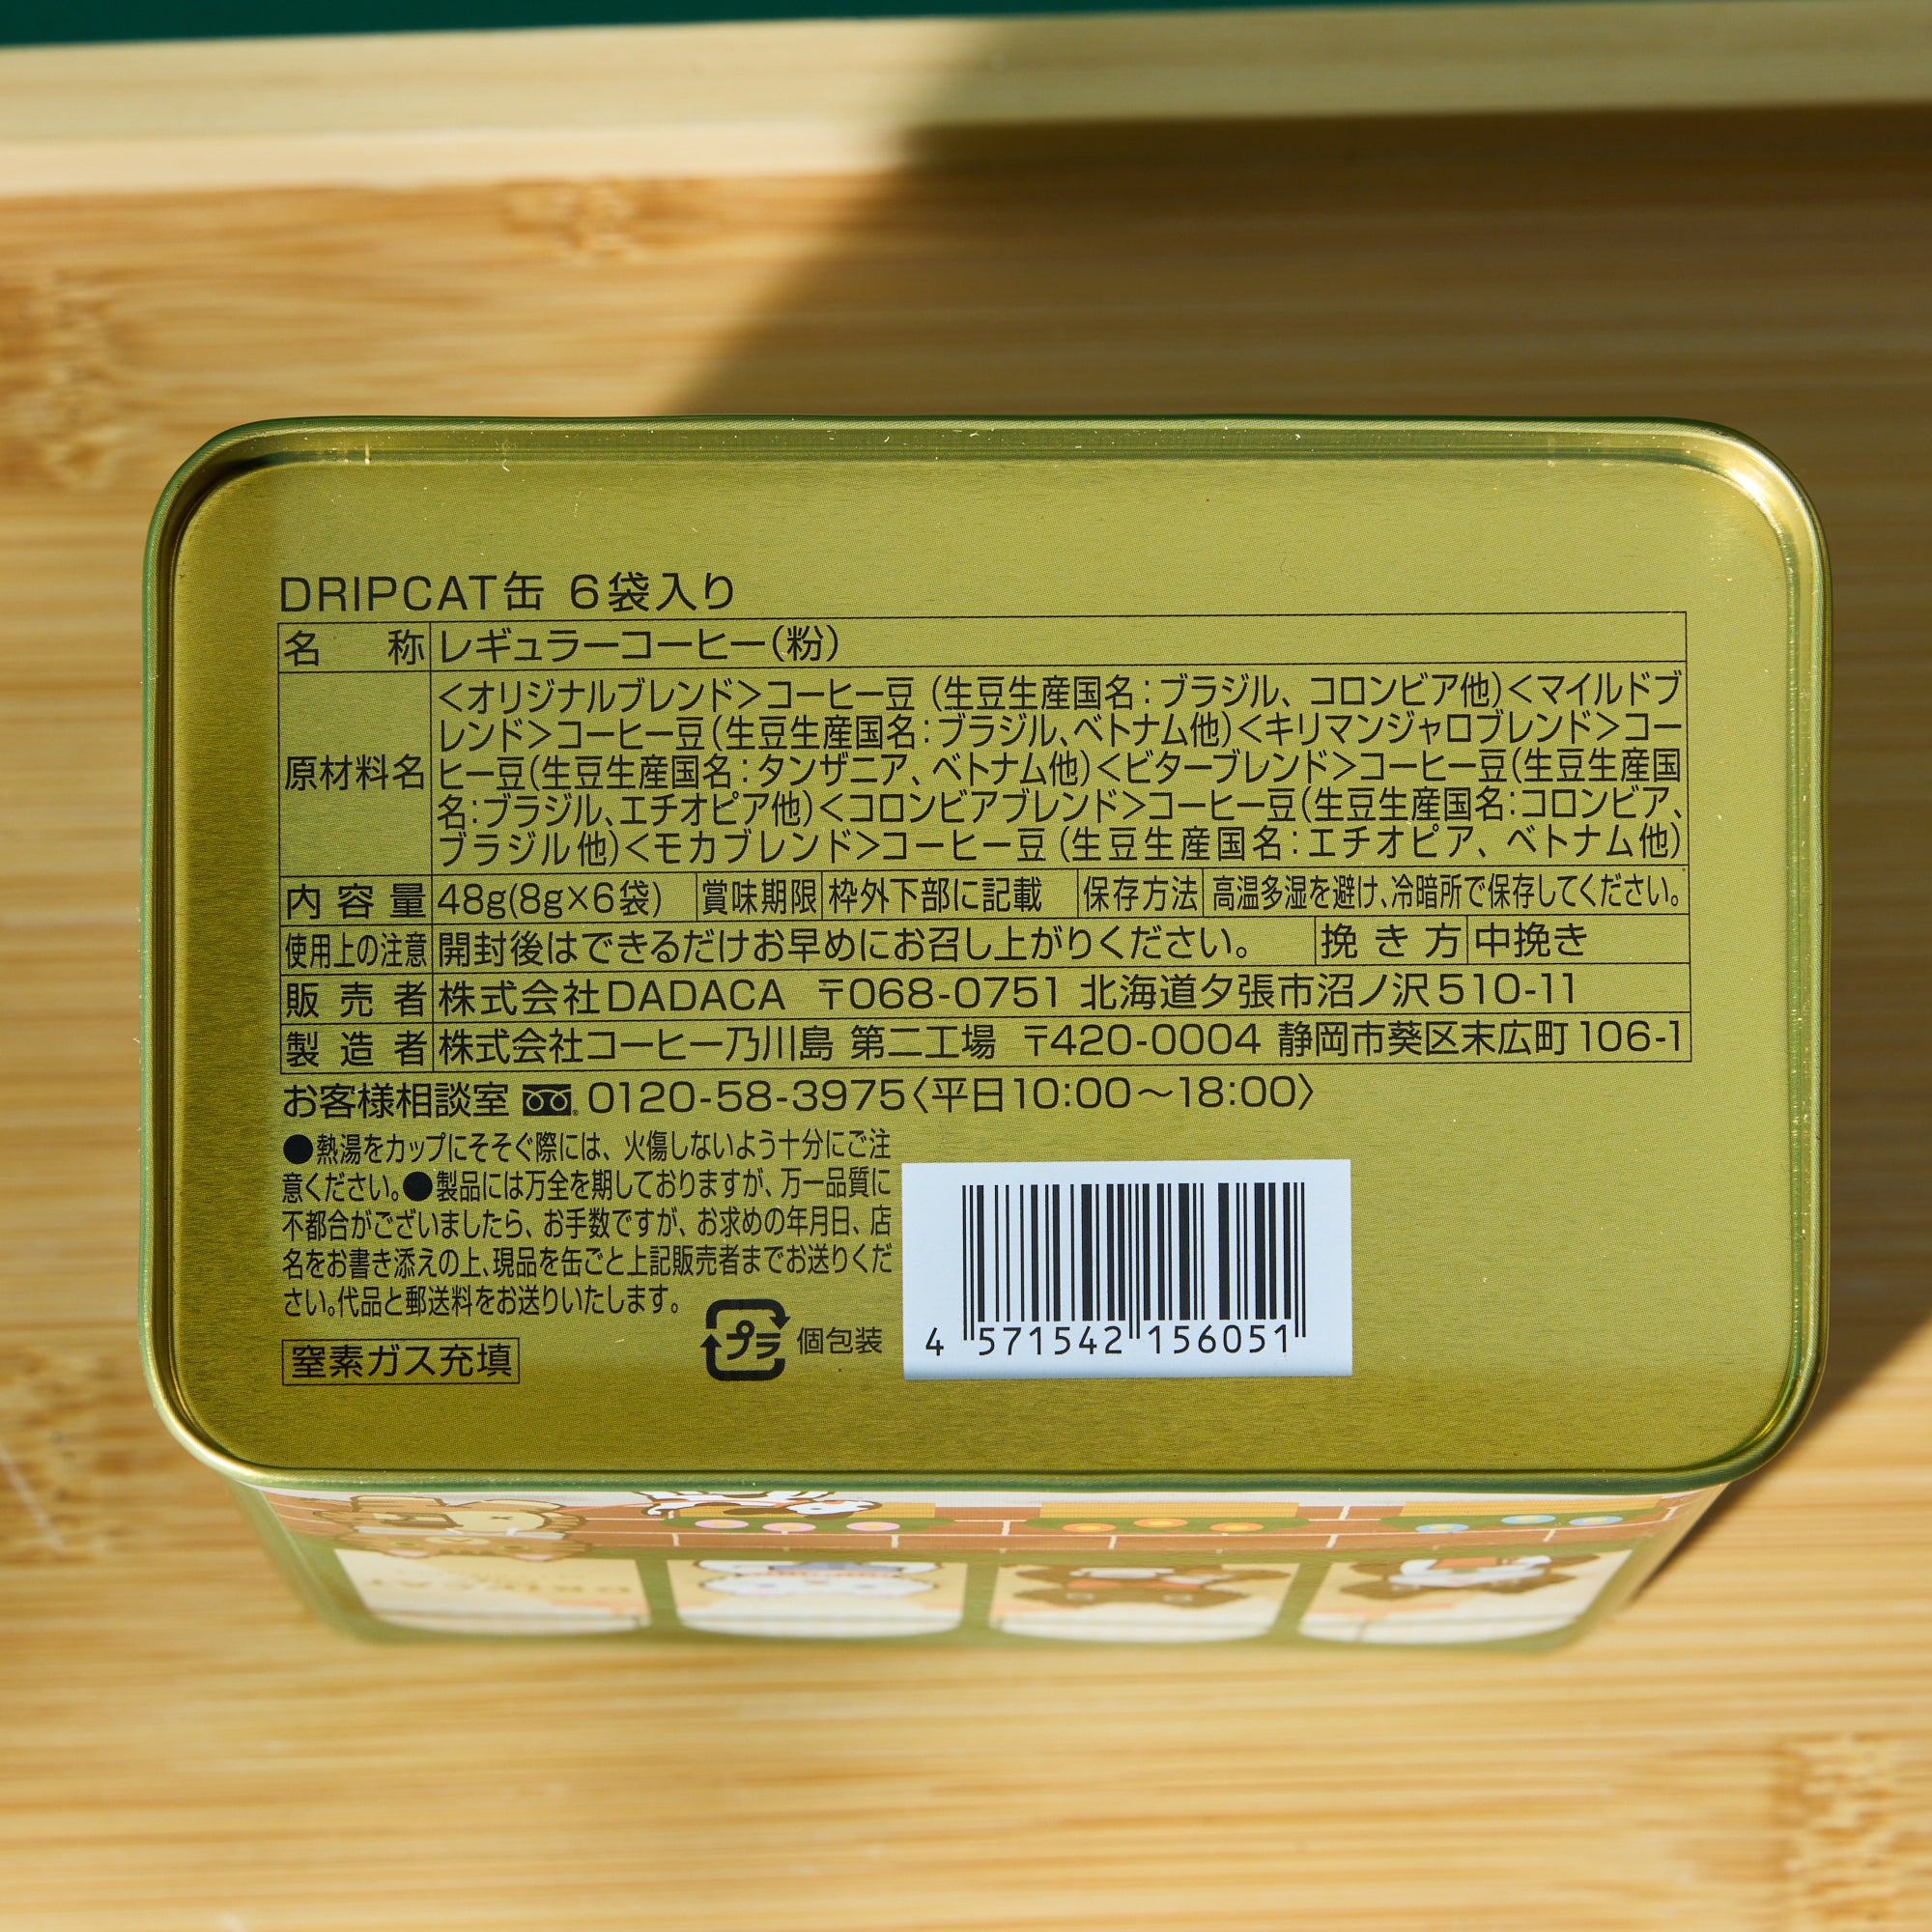 DRIPCAT缶 6袋入り
名称 レギュラーコーヒー(粉)
原材料名 <オリジナルブレンド>コーヒー豆(生豆生産国名:ブラジル、コロンビア他)<マイルドブ
レンド>コーヒー豆(生豆生産国名:ブラジル、ベトナム他)<キリマンジャロブレンド>コー
ヒー豆(生豆生産国名:タンザニア、ベトナム他)<ビターブレンド>コーヒー豆(生豆生産国
名:ブラジル、エチオピア他)<コロンビアブレンド>コーヒー豆(生豆生産国名:コロンビア、
ブラジル他)<モカブレンド>コーヒー豆(生豆生産国名:エチオピア、ベトナム他)
内容量 48g(8g×6袋) 賞味期限 枠外下部に記載 保存方法 高温多湿を避け、冷暗所で保存してください。
使用上の注意 開封後はできるだけお早めにお召し上がりください。 挽き方 中挽き
販売者 株式会社DADACA 〒068-0751 北海道夕張市沼ノ沢510-11
製造者 株式会社コーヒー乃川島 第二工場 〒420-0004 静岡市葵区末広町106-1
お客様相談室 0120-58-3975〈平日10:00〜18:00〉
●熱湯をカップにそそぐ際には、火傷しないよう十分にご注
意ください。●製品には万全を期しておりますが、万一品質に
不都合がございましたら、お手数ですが、お求めの年月日、店
名をお書き添えの上、現品を缶ごと上記販売者までお送りくだ
さい。代品と郵送料をお送りいたします。
プラ 個包装
窒素ガス充填
4 571542 156051